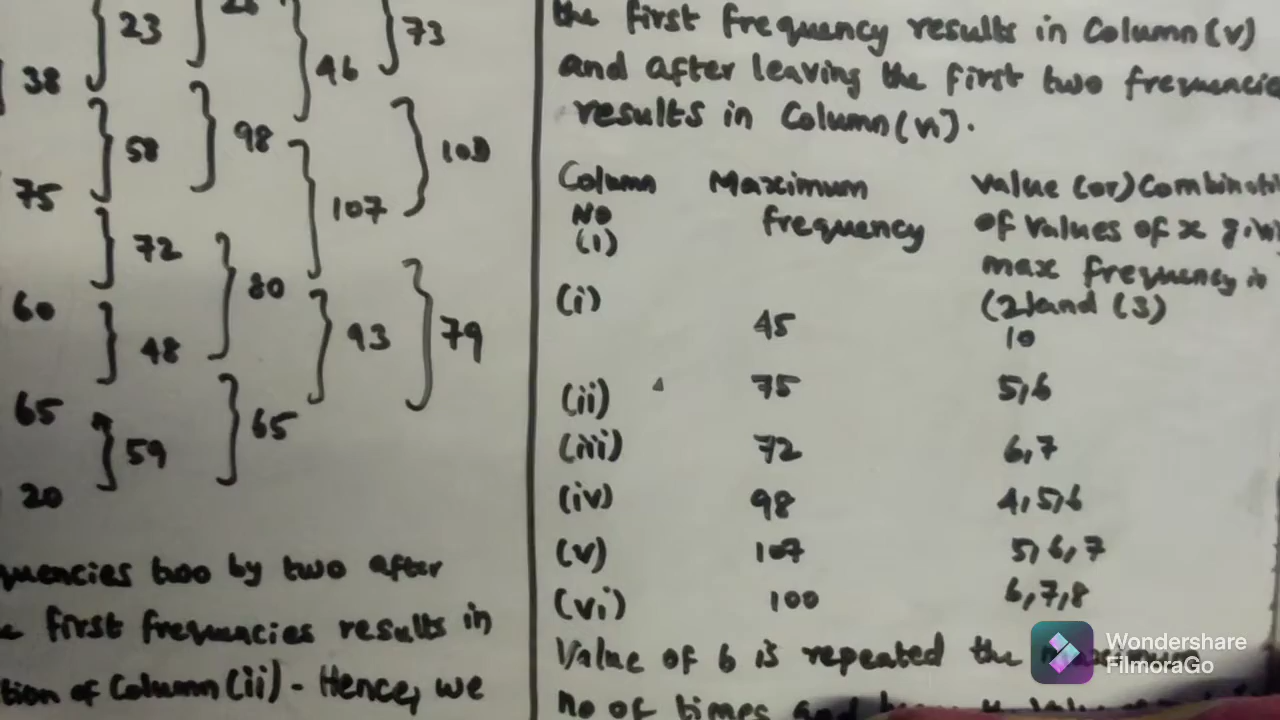 23
73
38
46
98
58
100
75
107
72
80
60
93
79
48
65
65
59
20
quencies two by two after
first frequencies results in
tion of Column (ii) - Hence, we
the first frequency results in Column (v)
and after leaving the first two frequencie
results in Column (vi).
Column Maximum Value (or) Combinati
No frequency of values of x givi
(1) max frequency in
(i) (2) and (3)
45 10
(ii) 75 5,6
(iii) 72 6,7
(iv) 98 4,5,6
(v) 107 5,6,7
(vi) 100 6,7,8
Value of 6 is repeated the maximum
no of times and
Wondershare
FilmoraGo